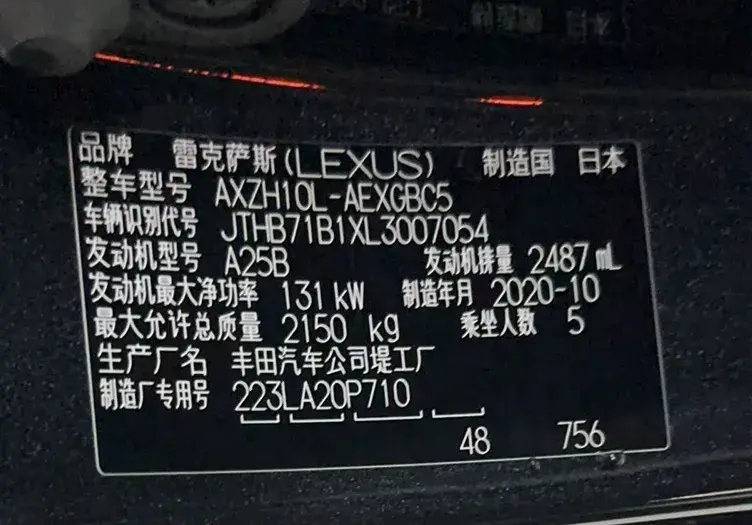 品牌 雷克萨斯(LEXUS) 制造国 日本
整车型号 AXZH10L-AEXGBC5
车辆识别代号 JTHB71B1XL3007054
发动机型号 A25B 发动机排量 2487 mL
发动机最大净功率 131 kW 制造年月 2020-10
最大允许总质量 2150 kg 乘坐人数 5
生产厂名 丰田汽车公司堤工厂
制造厂专用号 223LA20P710
48 756